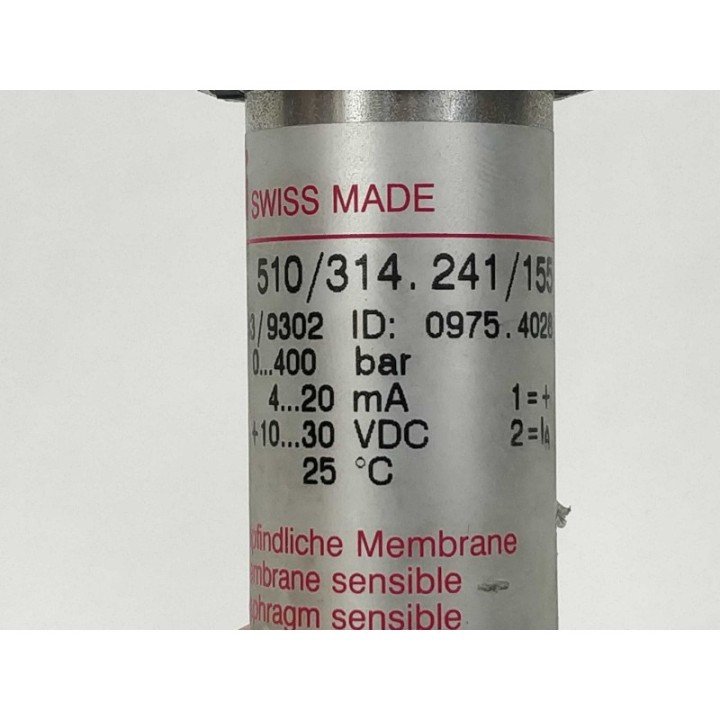 SWISS MADE
510/314. 241/155
3/9302 ID: 0975.4028
0...400 bar
4...20 mA 1=+
+10...30 VDC 2=IA
25 °C
pfindliche Membrane
mbrane sensible
phragm sensible